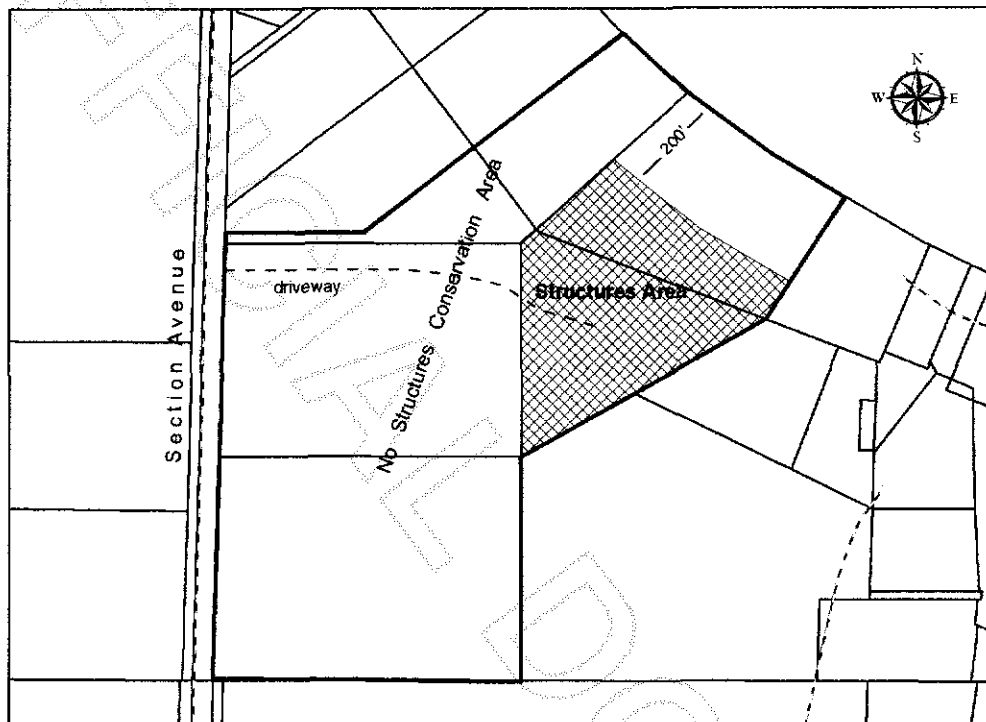 N
W E
S
200'
No Structures Conservation Area
Section Avenue
driveway
Structures Area